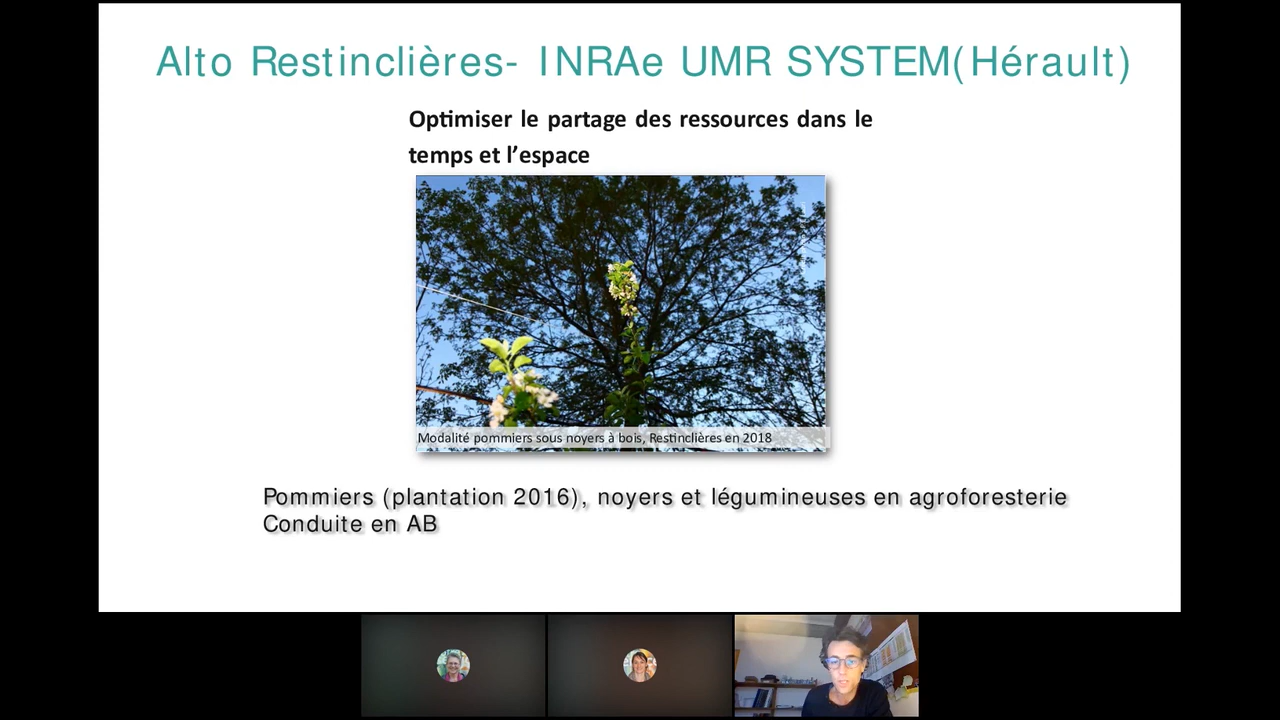 Alto Restinclières- INRAe UMR SYSTEM(Hérault)
Optimiser le partage des ressources dans le
temps et l’espace
Modalité pommiers sous noyers à bois, Restinclières en 2018
Pommiers (plantation 2016), noyers et légumineuses en agroforesterie
Conduite en AB